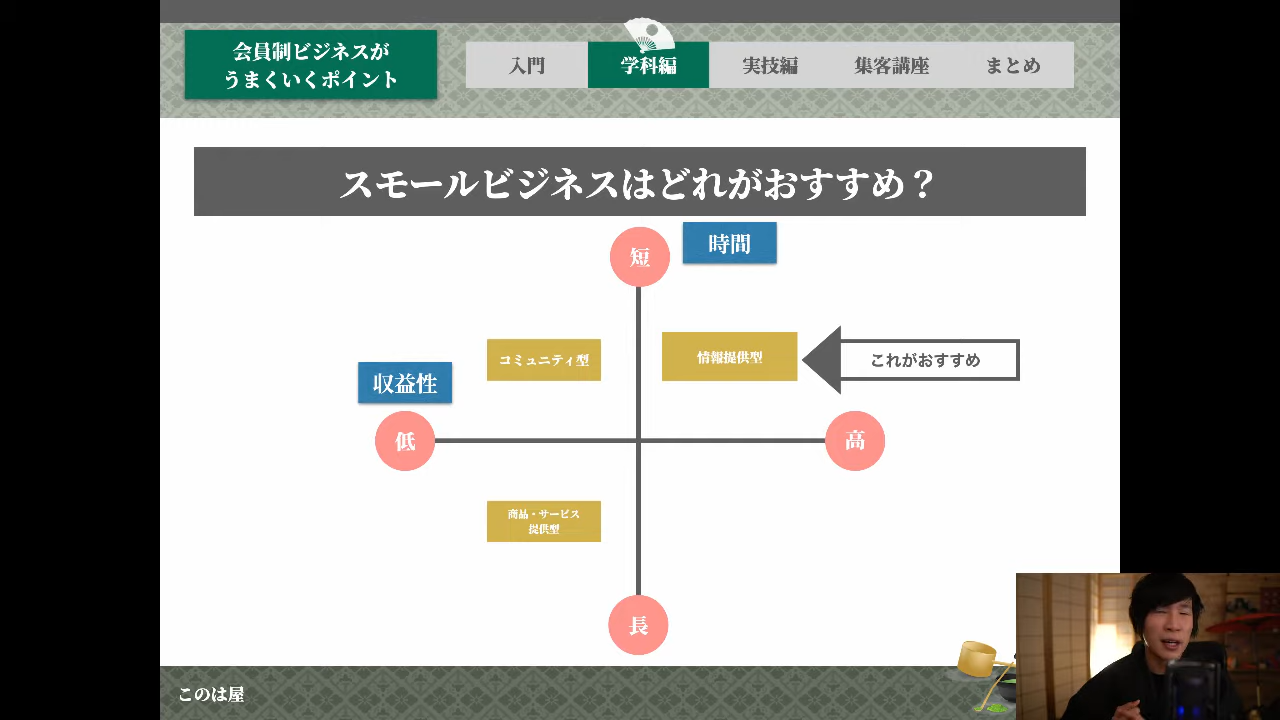 会員制ビジネスが
うまくいくポイント
入門
学科編
実技編
集客講座
まとめ
スモールビジネスはどれがおすすめ？
短
時間
コミュニティ型
情報提供型
これがおすすめ
収益性
低
高
商品・サービス
提供型
長
このは屋